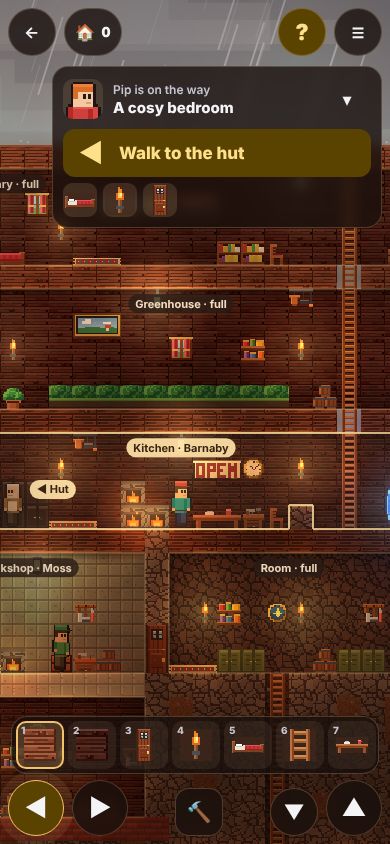 0
?
Pip is on the way
A cosy bedroom
Walk to the hut
ry · full
Greenhouse · full
Kitchen · Barnaby
OPEN
Hut
kshop · Moss
Room · full
1
2
3
4
5
6
7